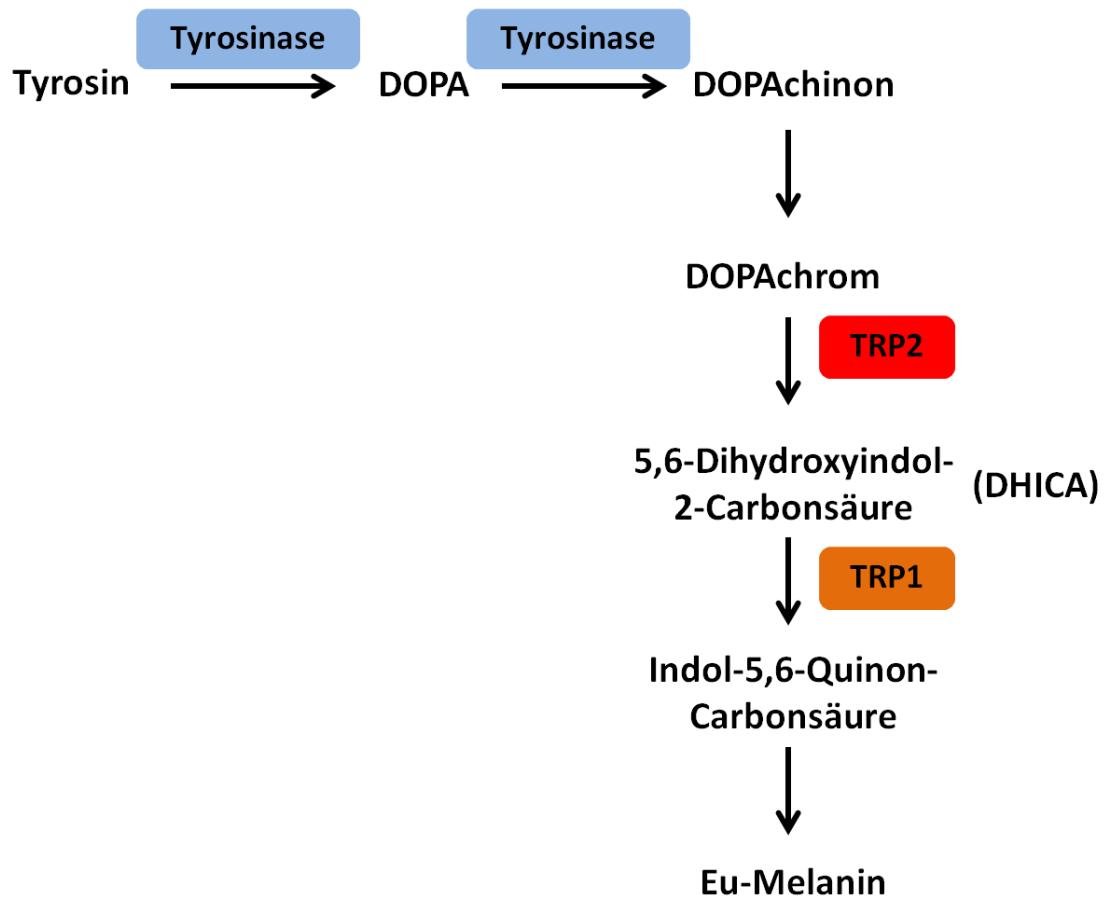 Tyrosinase
Tyrosinase
Tyrosin
DOPA
DOPAchinon
DOPAchrom
TRP2
5,6-Dihydroxyindol-
2-Carbonsäure
(DHICA)
TRP1
Indol-5,6-Quinon-
Carbonsäure
Eu-Melanin